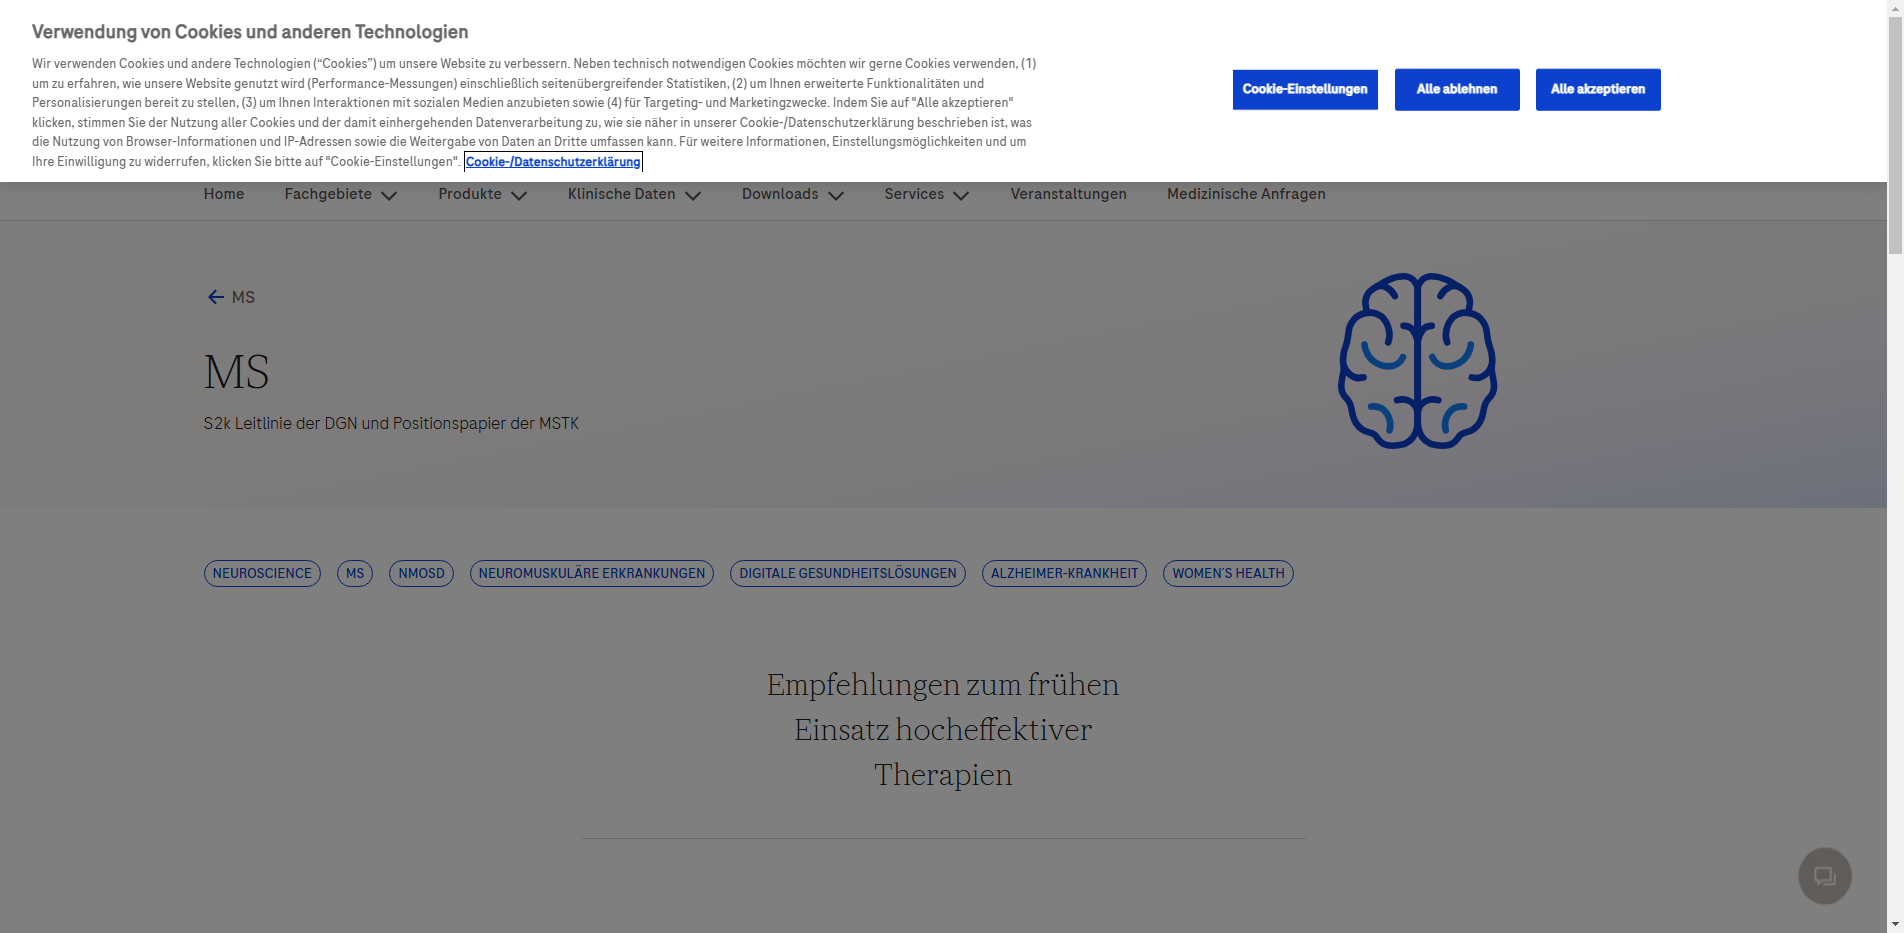 Verwendung von Cookies und anderen Technologien
Wir verwenden Cookies und andere Technologien (“Cookies”) um unsere Website zu verbessern. Neben technisch notwendigen Cookies möchten wir gerne Cookies verwenden, (1)
um zu erfahren, wie unsere Website genutzt wird (Performance-Messungen) einschließlich seitenübergreifender Statistiken, (2) um Ihnen erweiterte Funktionalitäten und
Personalisierungen bereit zu stellen, (3) um Ihnen Interaktionen mit sozialen Medien anzubieten sowie (4) für Targeting- und Marketingzwecke. Indem Sie auf "Alle akzeptieren"
klicken, stimmen Sie der Nutzung aller Cookies und der damit einhergehenden Datenverarbeitung zu, wie sie näher in unserer Cookie-/Datenschutzerklärung beschrieben ist, was
die Nutzung von Browser-Informationen und IP-Adressen sowie die Weitergabe von Daten an Dritte umfassen kann. Für weitere Informationen, Einstellungsmöglichkeiten und um
Ihre Einwilligung zu widerrufen, klicken Sie bitte auf "Cookie-Einstellungen". Cookie-/Datenschutzerklärung
Cookie-Einstellungen Alle ablehnen Alle akzeptieren
Home Fachgebiete Produkte Klinische Daten Downloads Services Veranstaltungen Medizinische Anfragen
MS
MS
S2k Leitlinie der DGN und Positionspapier der MSTK
NEUROSCIENCE MS NMOSD NEUROMUSKULÄRE ERKRANKUNGEN DIGITALE GESUNDHEITSLÖSUNGEN ALZHEIMER-KRANKHEIT WOMEN'S HEALTH
Empfehlungen zum frühen
Einsatz hocheffektiver
Therapien